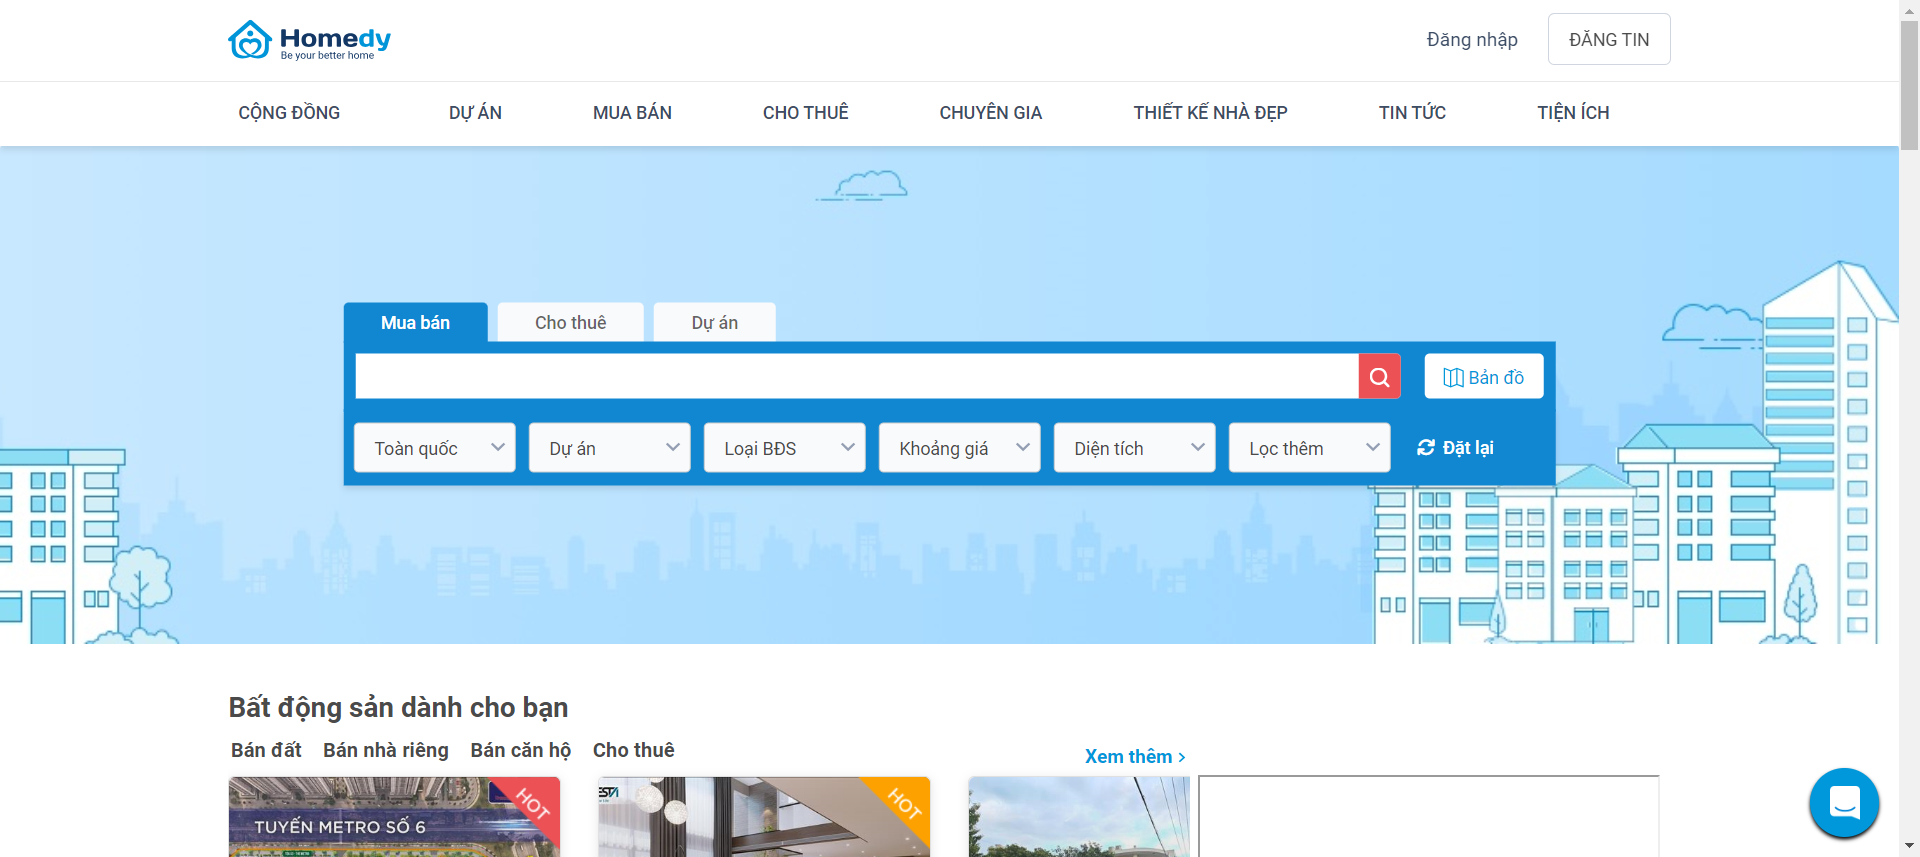 Homedy
Be your better home
Đăng nhập
ĐĂNG TIN
CỘNG ĐỒNG
DỰ ÁN
MUA BÁN
CHO THUÊ
CHUYÊN GIA
THIẾT KẾ NHÀ ĐẸP
TIN TỨC
TIỆN ÍCH
Mua bán
Cho thuê
Dự án
Bản đồ
Toàn quốc
Dự án
Loại BĐS
Khoảng giá
Diện tích
Lọc thêm
Đặt lại
Bất động sản dành cho bạn
Bán đất
Bán nhà riêng
Bán căn hộ
Cho thuê
Xem thêm
HOT
TUYẾN METRO SỐ 6
HOT